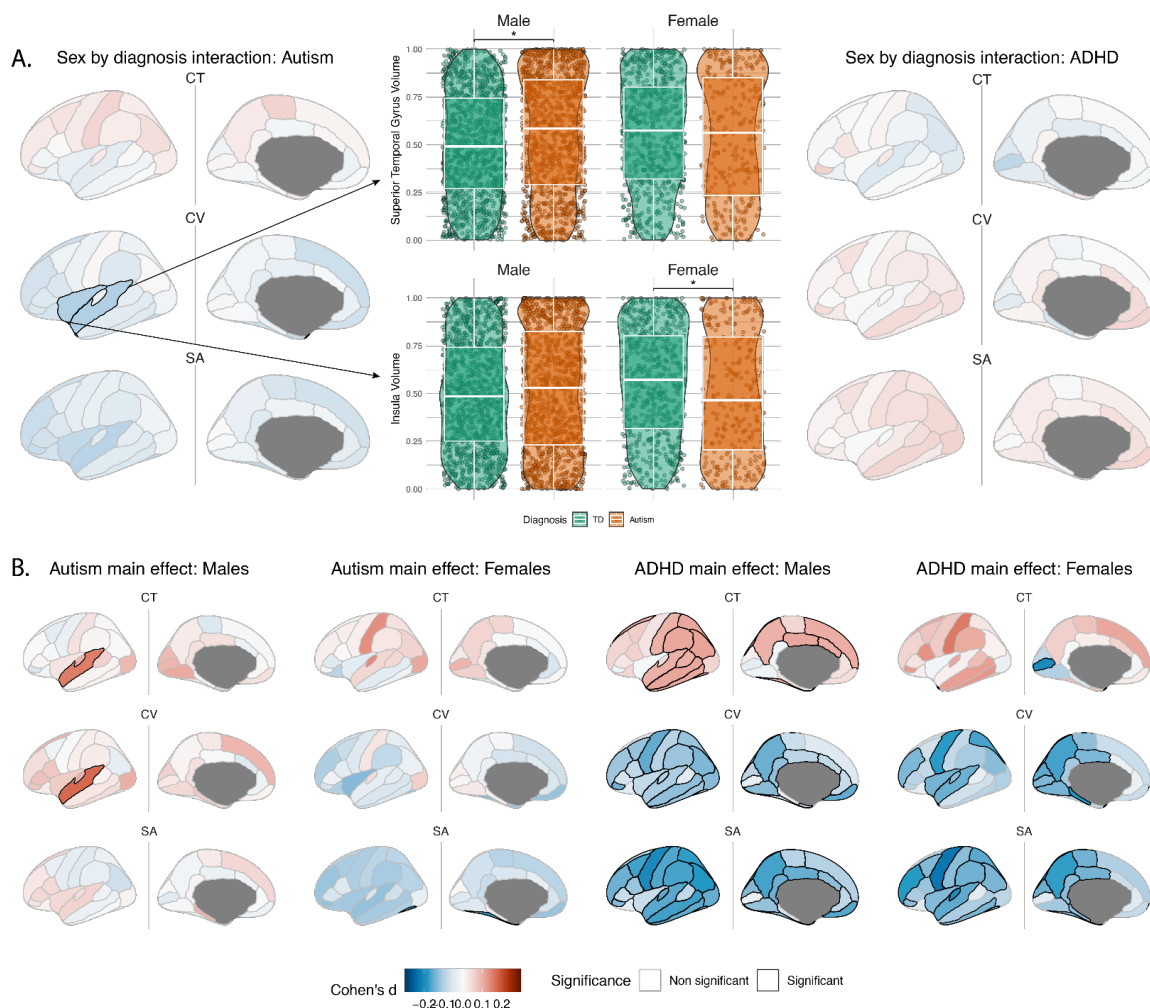 A.
Sex by diagnosis interaction: Autism
CT
CV
SA
Male
Female
*
1.00
0.75
0.50
0.25
0.00
Superior Temporal Gyrus Volume
Male
Female
*
1.00
0.75
0.50
0.25
0.00
Insula Volume
Diagnosis TD Autism
Sex by diagnosis interaction: ADHD
CT
CV
SA
B.
Autism main effect: Males
Autism main effect: Females
ADHD main effect: Males
ADHD main effect: Females
CT
CT
CT
CT
CV
CV
CV
CV
SA
SA
SA
SA
Cohen's d
-0.2 -0.1 0.0 0.1 0.2
Significance Non significant Significant